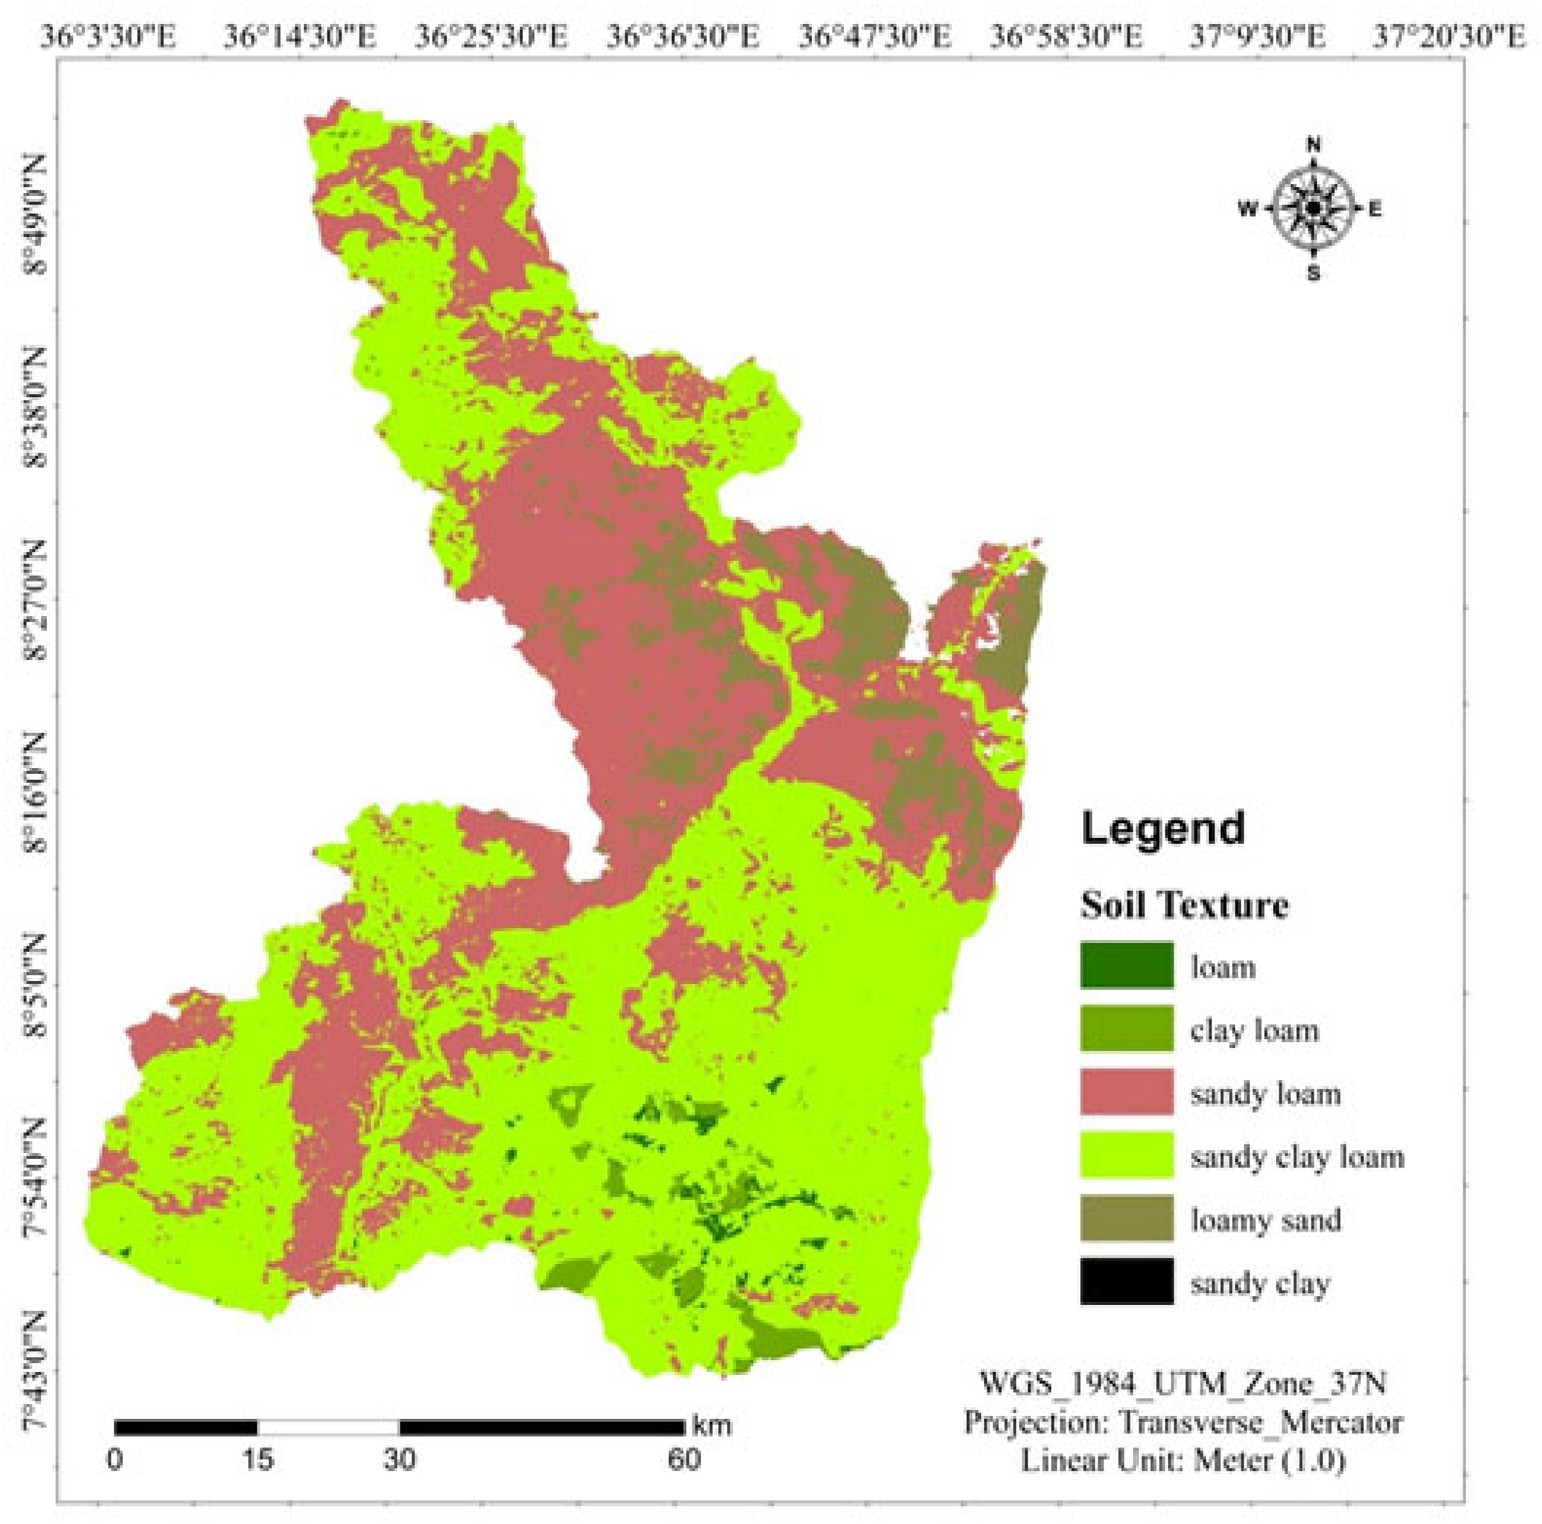 36°3'30"E 36°14'30"E 36°25'30"E 36°36'30"E 36°47'30"E 36°58'30"E 37°9'30"E 37°20'30"E
N
W E
S
8°49'0"N
8°38'0"N
8°27'0"N
8°16'0"N
8°5'0"N
7°54'0"N
7°43'0"N
Legend
Soil Texture
loam
clay loam
sandy loam
sandy clay loam
loamy sand
sandy clay
WGS_1984_UTM_Zone_37N
Projection: Transverse_Mercator
Linear Unit: Meter (1.0)
km
0 15 30 60